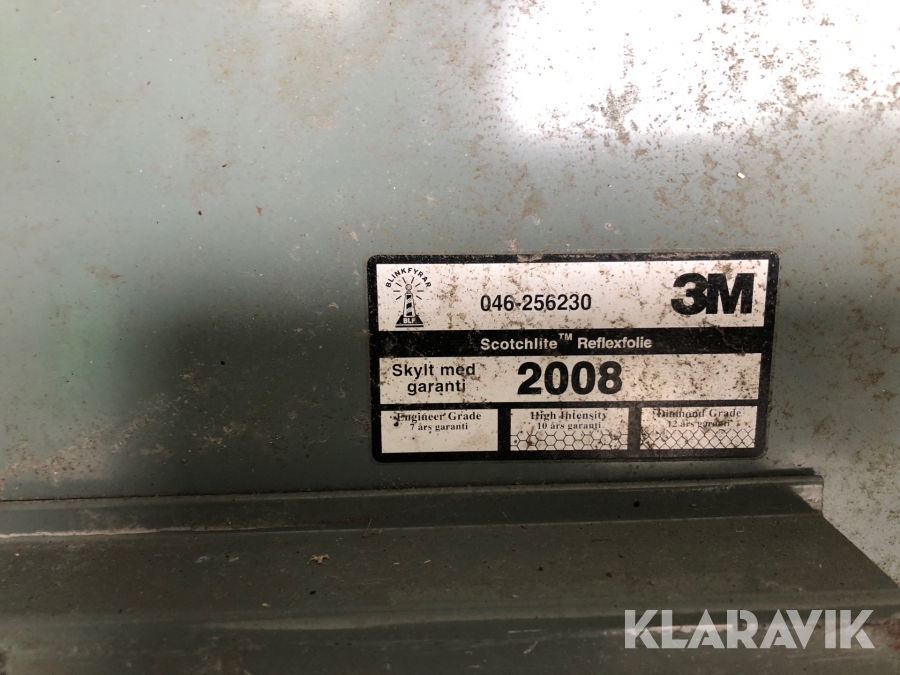 BLINKFYRAR
BLF
046-256230
3M
Scotchlite™ Reflexfolie
Skylt med
garanti
2008
Engineer Grade
7 års garanti
High Intensity
10 års garanti
Diamond Grade
12 års garanti
KLARAVIK